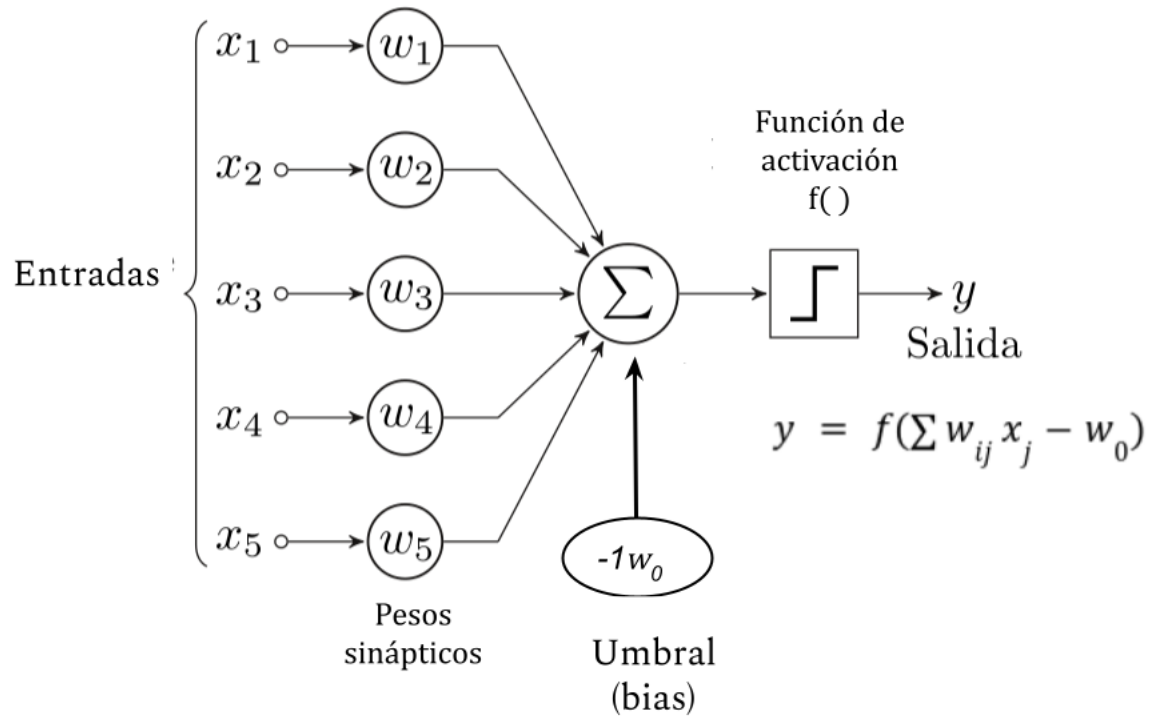 Entradas
x₁
w₁
x₂
w₂
x₃
w₃
x₄
w₄
x₅
w₅
Pesos
sinápticos
∑
-1w₀
Umbral
(bias)
Función de
activación
f( )
y
Salida
y = f(∑ wᵢⱼ xⱼ − w₀)